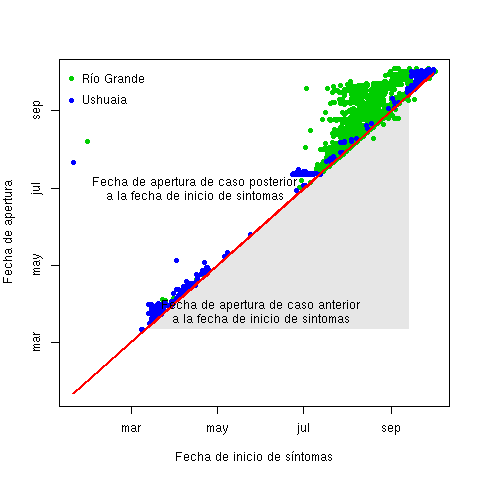 Río Grande
Ushuaia
Fecha de apertura de caso posterior
a la fecha de inicio de sintomas
Fecha de apertura de caso anterior
a la fecha de inicio de sintomas
Fecha de apertura
sep
jul
may
mar
mar
may
jul
sep
Fecha de inicio de síntomas